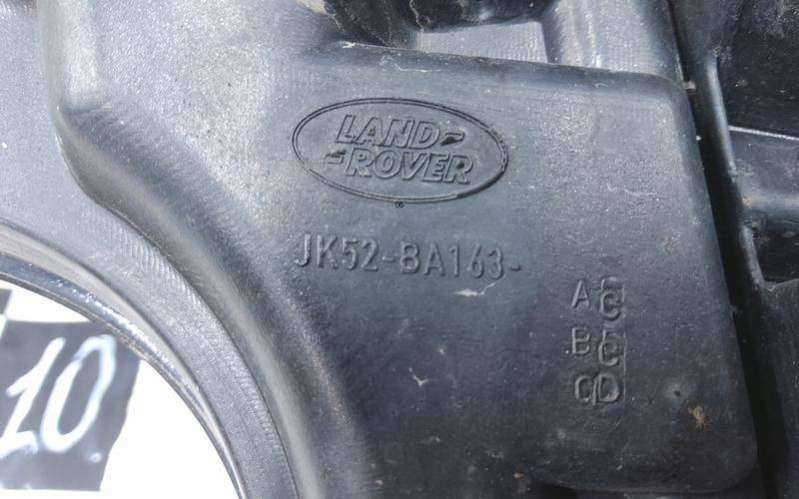 LAND
ROVER
®
JK52-BA163-
A
B
C D
10